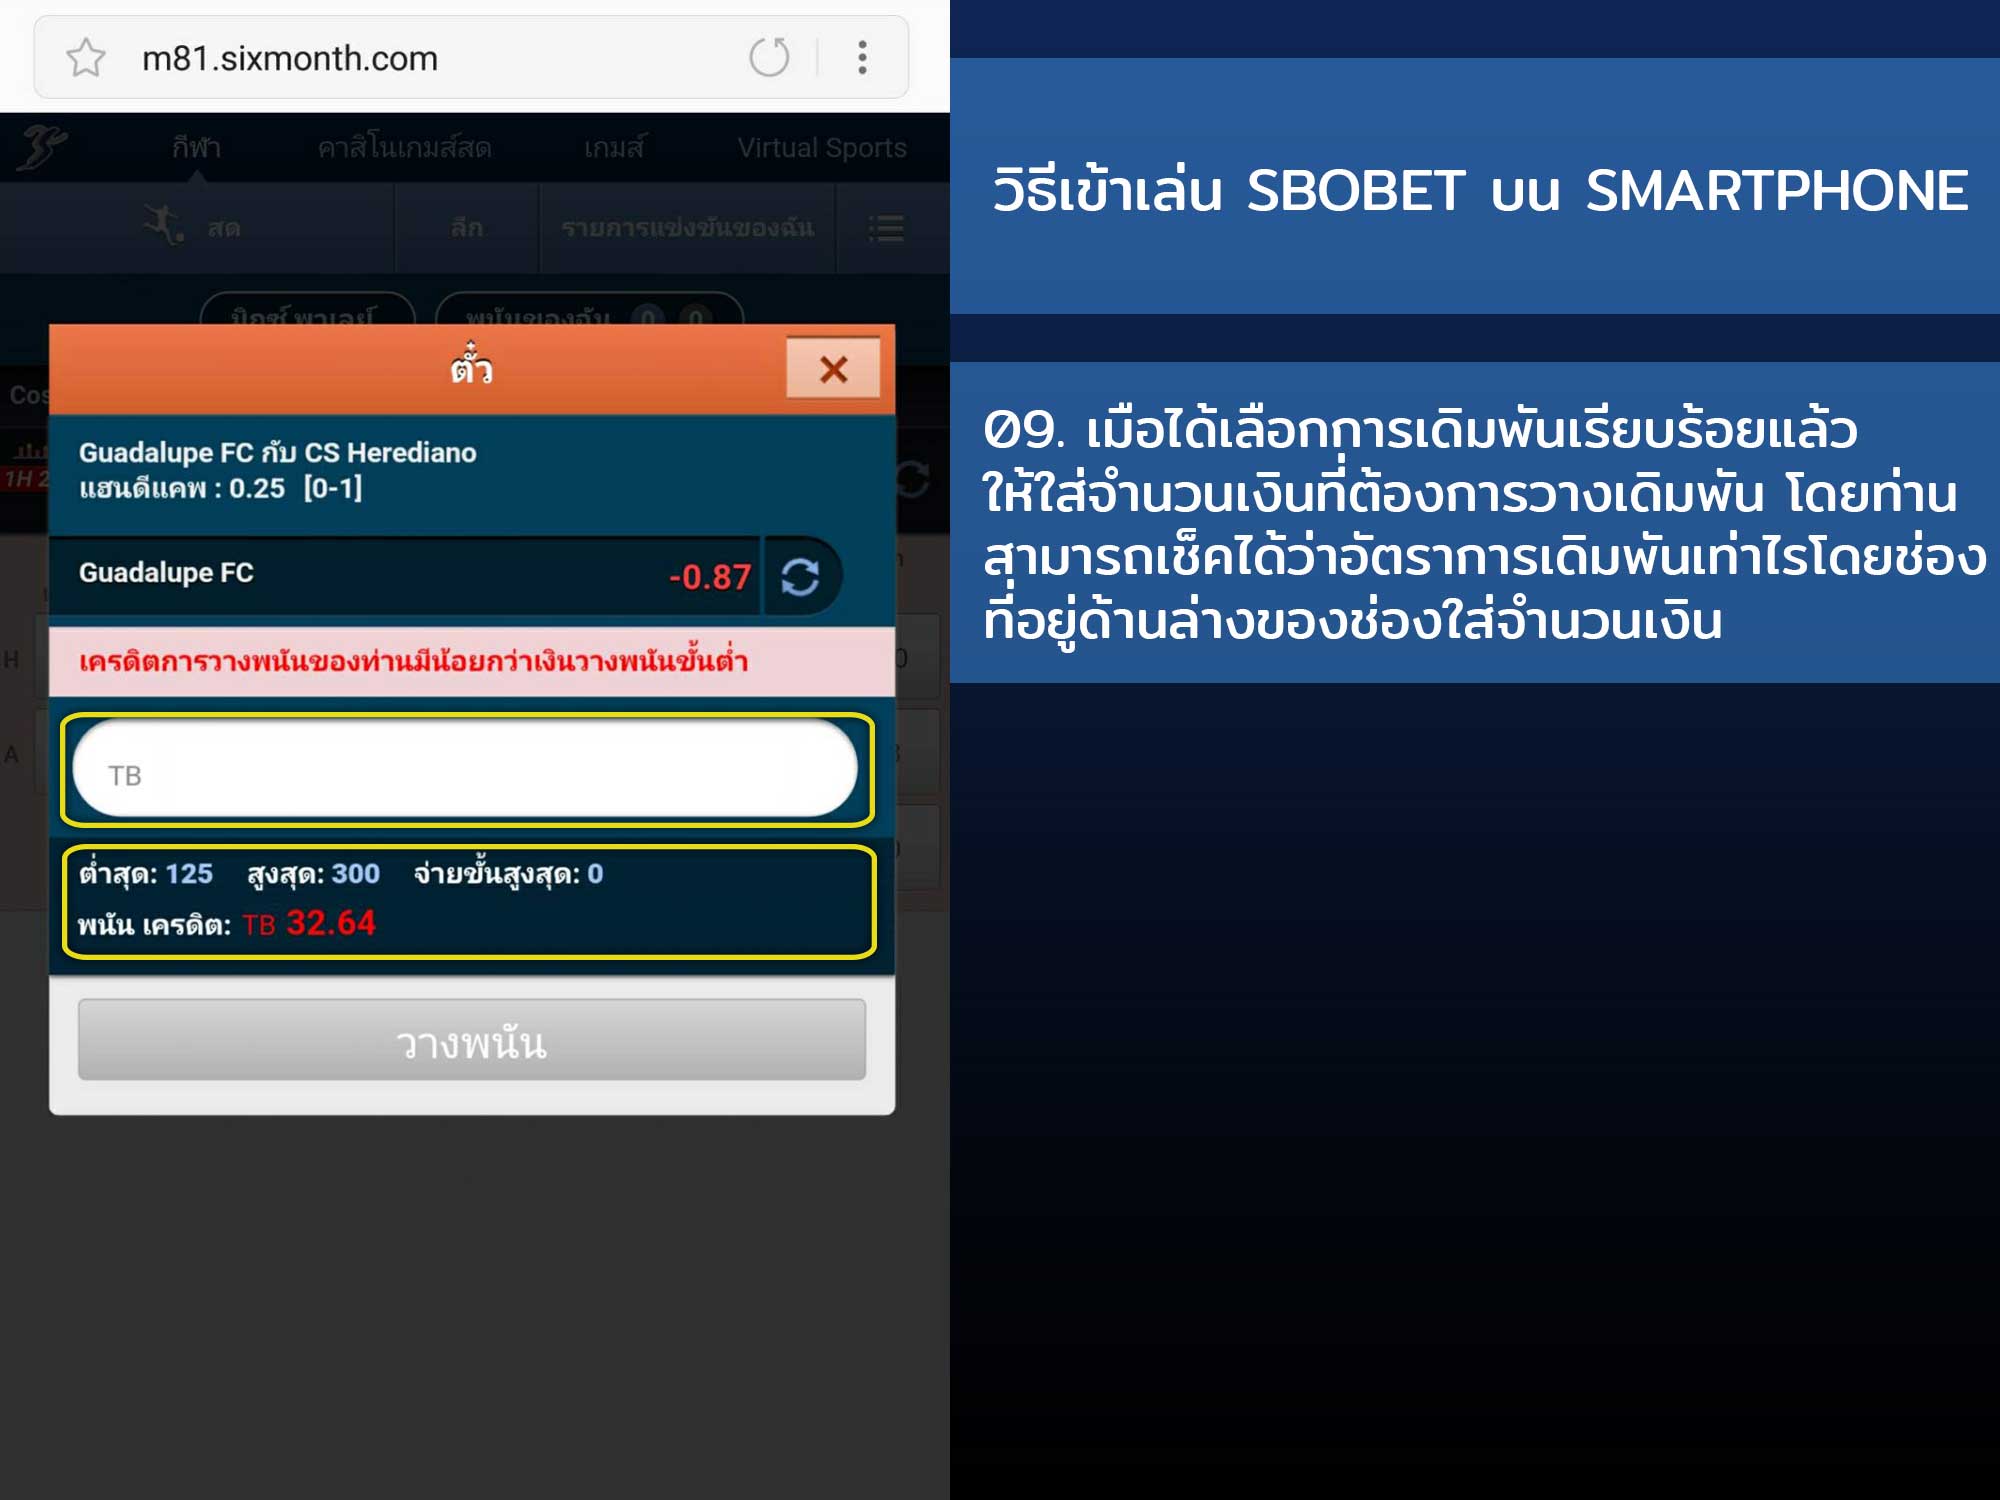 m81.sixmonth.com
กีฬา คาสิโนเกมส์สด เกมส์ Virtual Sports
สด ลีก รายการแข่งขันของฉัน
มิกซ์ พาเลย์ พนันของฉัน 0 0
ตั๋ว
Guadalupe FC กับ CS Herediano
แฮนดีแคพ : 0.25 [0-1]
Guadalupe FC -0.87
เครดิตการวางพนันของท่านมีน้อยกว่าเงินวางพนันขั้นต่ำ
H
A
TB
ต่ำสุด: 125 สูงสุด: 300 จ่ายขั้นสูงสุด: 0
พนัน เครดิต: TB 32.64
วางพนัน
วิธีเข้าเล่น SBOBET บน SMARTPHONE
09. เมื่อได้เลือกการเดิมพันเรียบร้อยแล้ว
ให้ใส่จำนวนเงินที่ต้องการวางเดิมพัน โดยท่าน
สามารถเช็คได้ว่าอัตราการเดิมพันเท่าไรโดยช่อง
ที่อยู่ด้านล่างของช่องใส่จำนวนเงิน